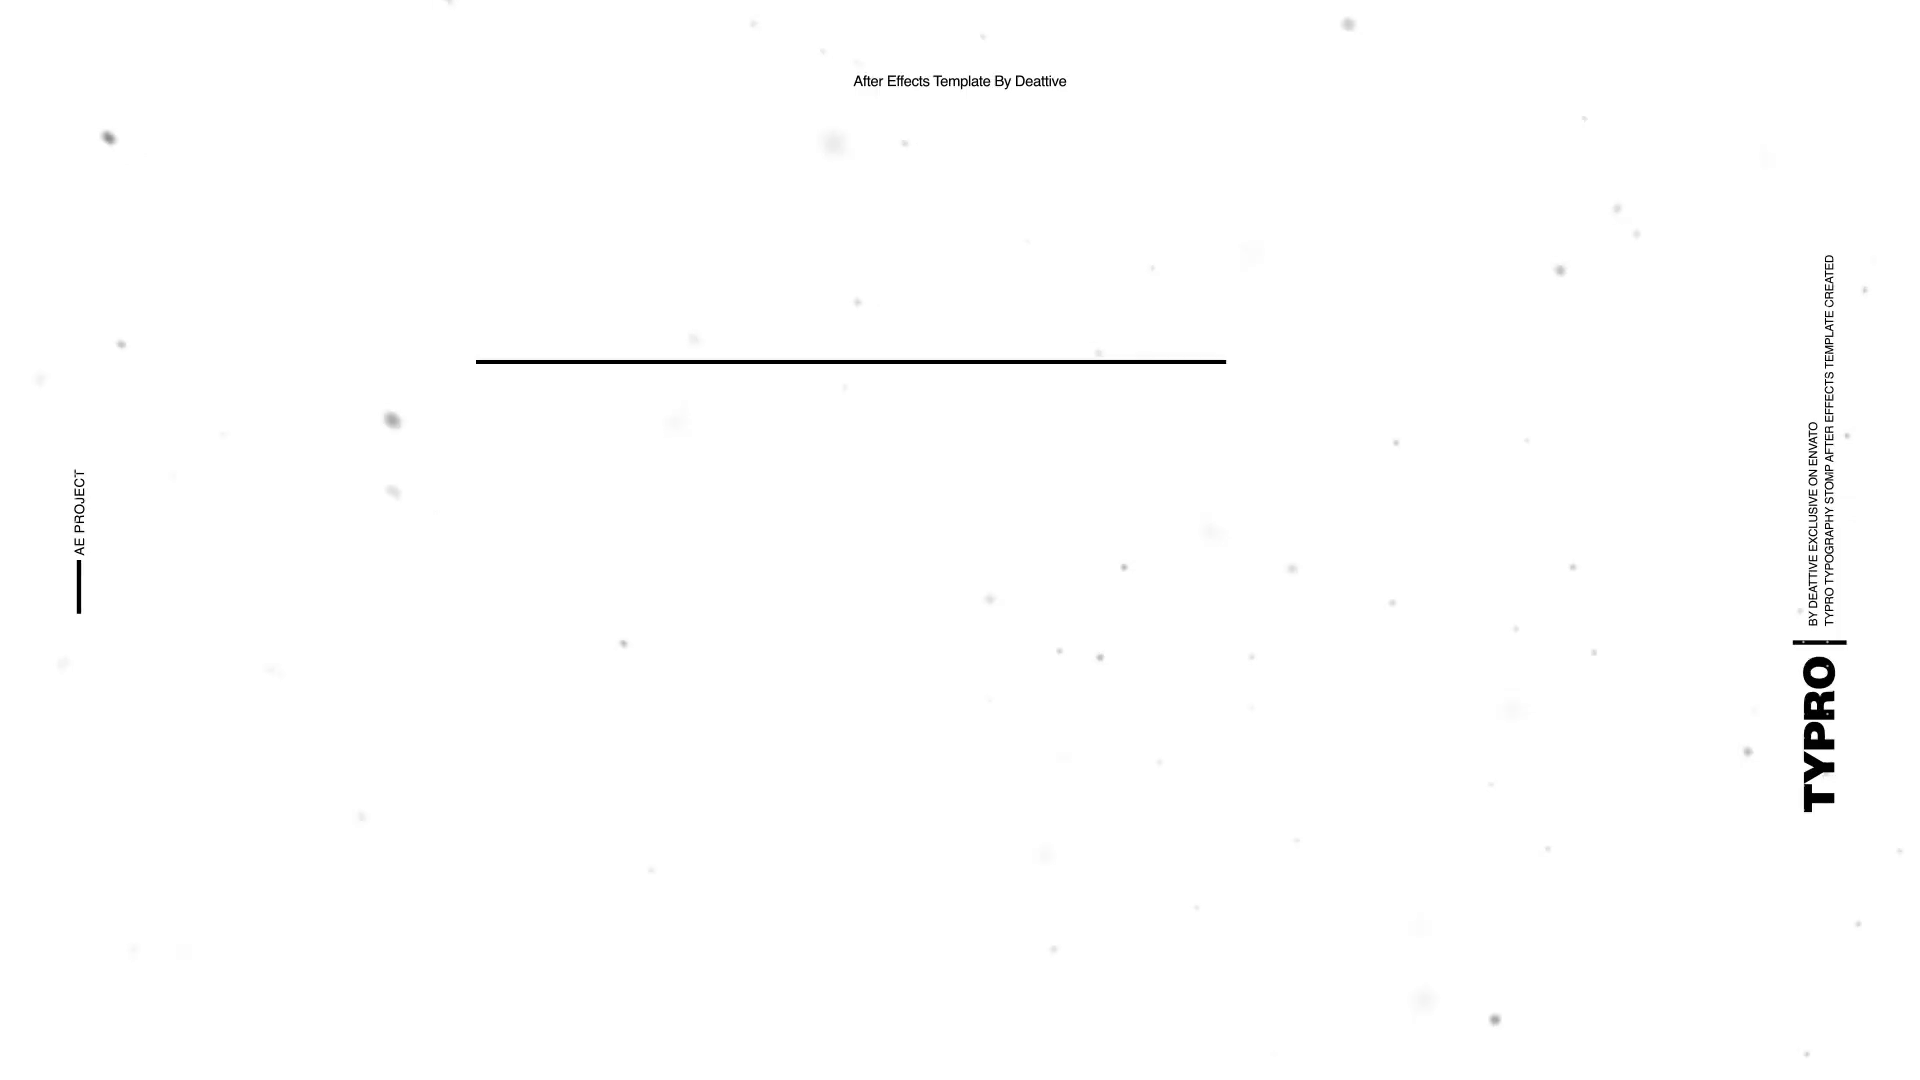 After Effects Template By Deattive
AE PROJECT
BY DEATTIVE EXCLUSIVE ON ENVATO
TYPRO TYPOGRAPHY STOMP AFTER EFFECTS TEMPLATE CREATED
TYPRO